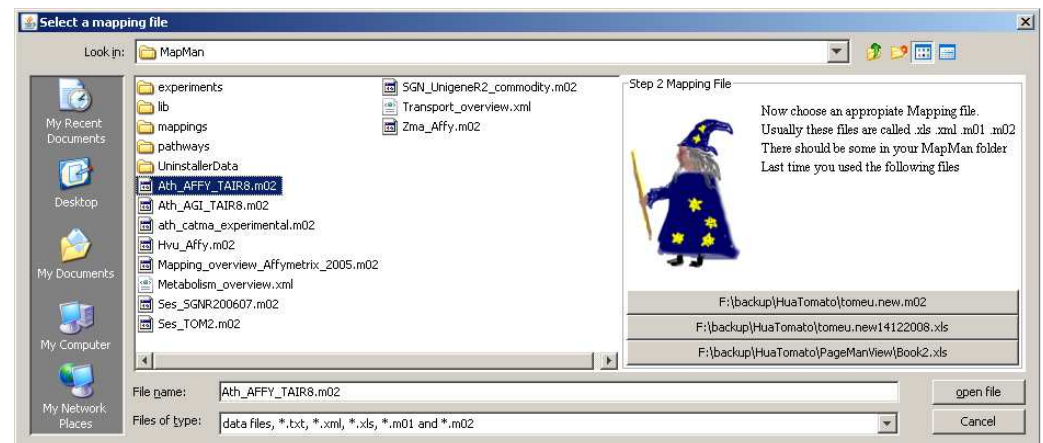 Select a mapping file
Look in:
MapMan
My Recent
Documents
Desktop
My Documents
My Computer
My Network
Places
experiments
lib
mappings
pathways
UninstallerData
Ath_AFFY_TAIR8.m02
Ath_AGI_TAIR8.m02
ath_catma_experimental.m02
Hvu_Affy.m02
Mapping_overview_Affymetrix_2005.m02
Metabolism_overview.xml
Ses_SGNR200607.m02
Ses_TOM2.m02
SGN_UnigeneR2_commodity.m02
Transport_overview.xml
Zma_Affy.m02
Step 2 Mapping File
Now choose an appropiate Mapping file.
Usually these files are called .xls .xml .m01 .m02
There should be some in your MapMan folder
Last time you used the following files
F:\backup\HuaTomato\tomeu.new.m02
F:\backup\HuaTomato\tomeu.new14122008.xls
F:\backup\HuaTomato\PageManView\Book2.xls
File name:
Ath_AFFY_TAIR8.m02
open file
Files of type:
data files, *.txt, *.xml, *.xls, *.m01 and *.m02
Cancel